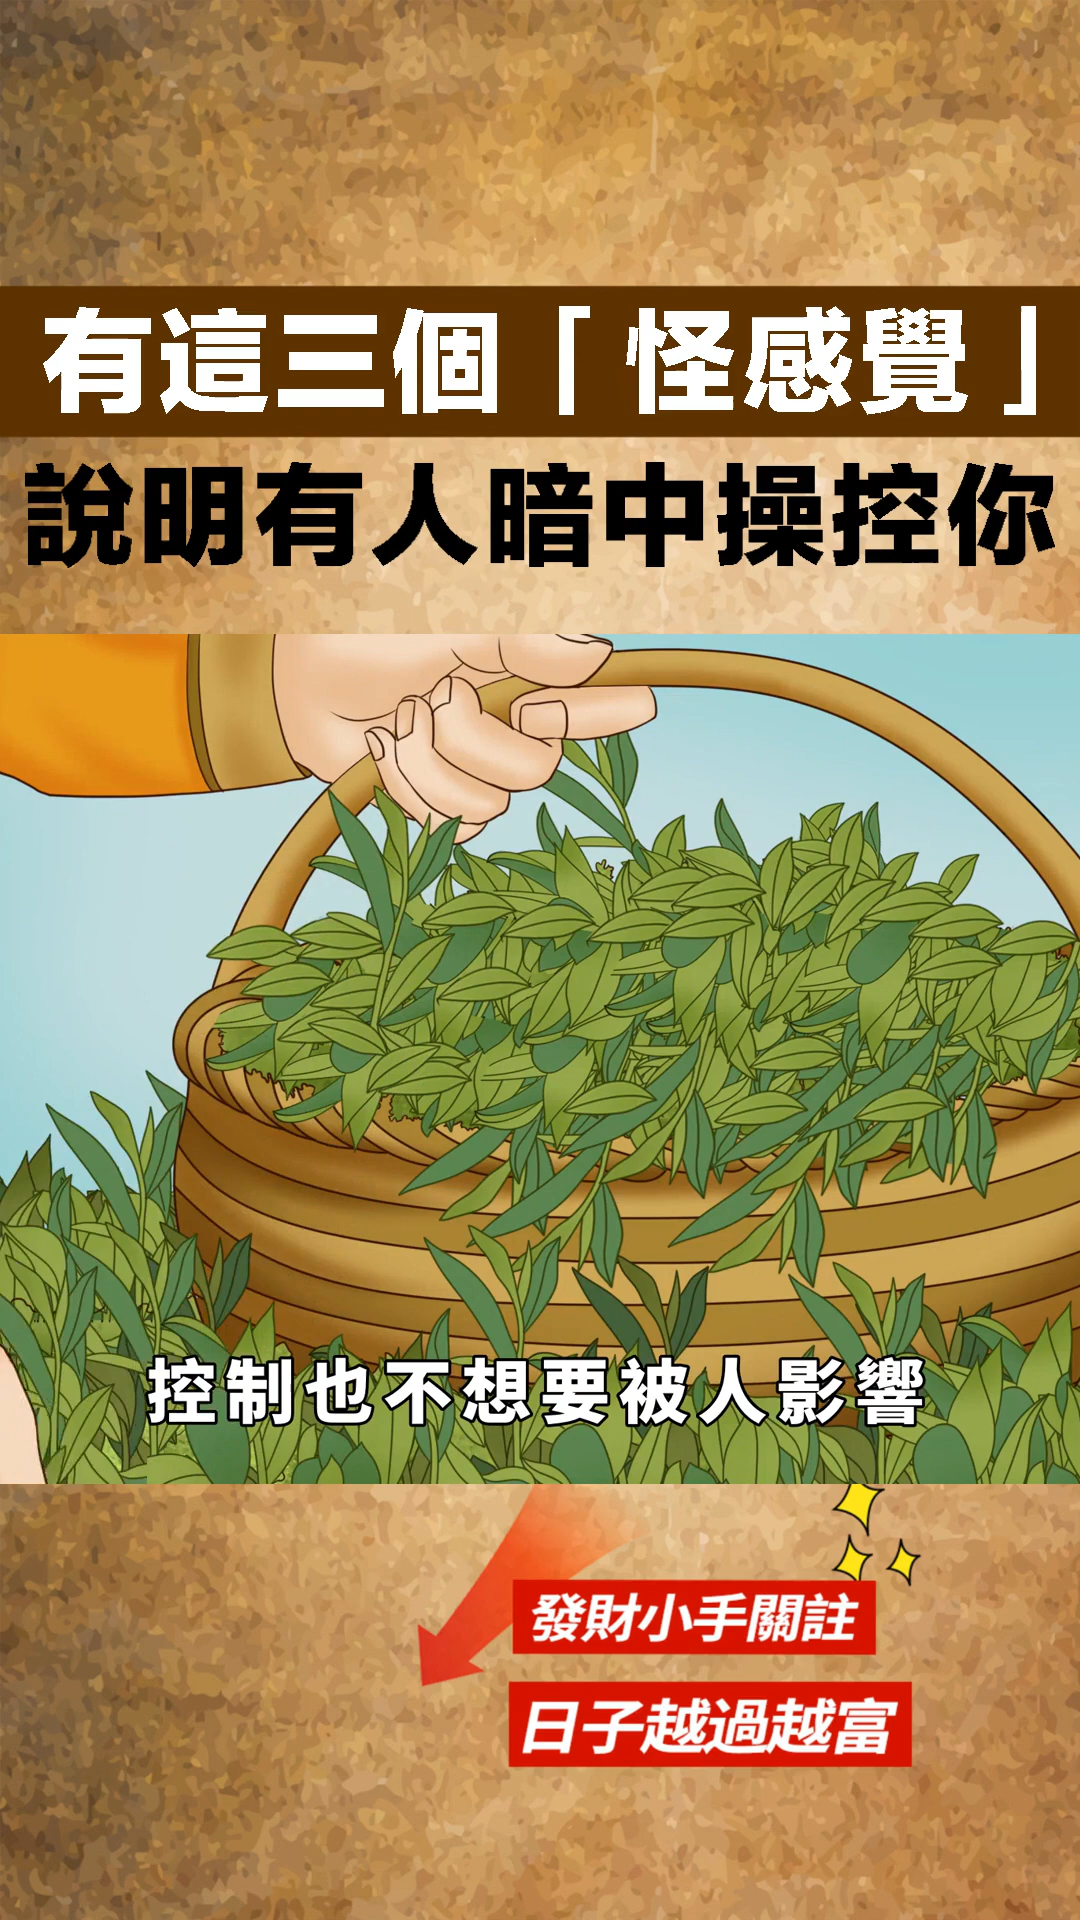 有這三個「怪感覺」
說明有人暗中操控你
控制也不想要被人影響
發財小手關註
日子越過越富